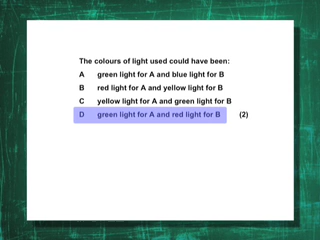 The colours of light used could have been:
A green light for A and blue light for B
B red light for A and yellow light for B
C yellow light for A and green light for B
D green light for A and red light for B (2)